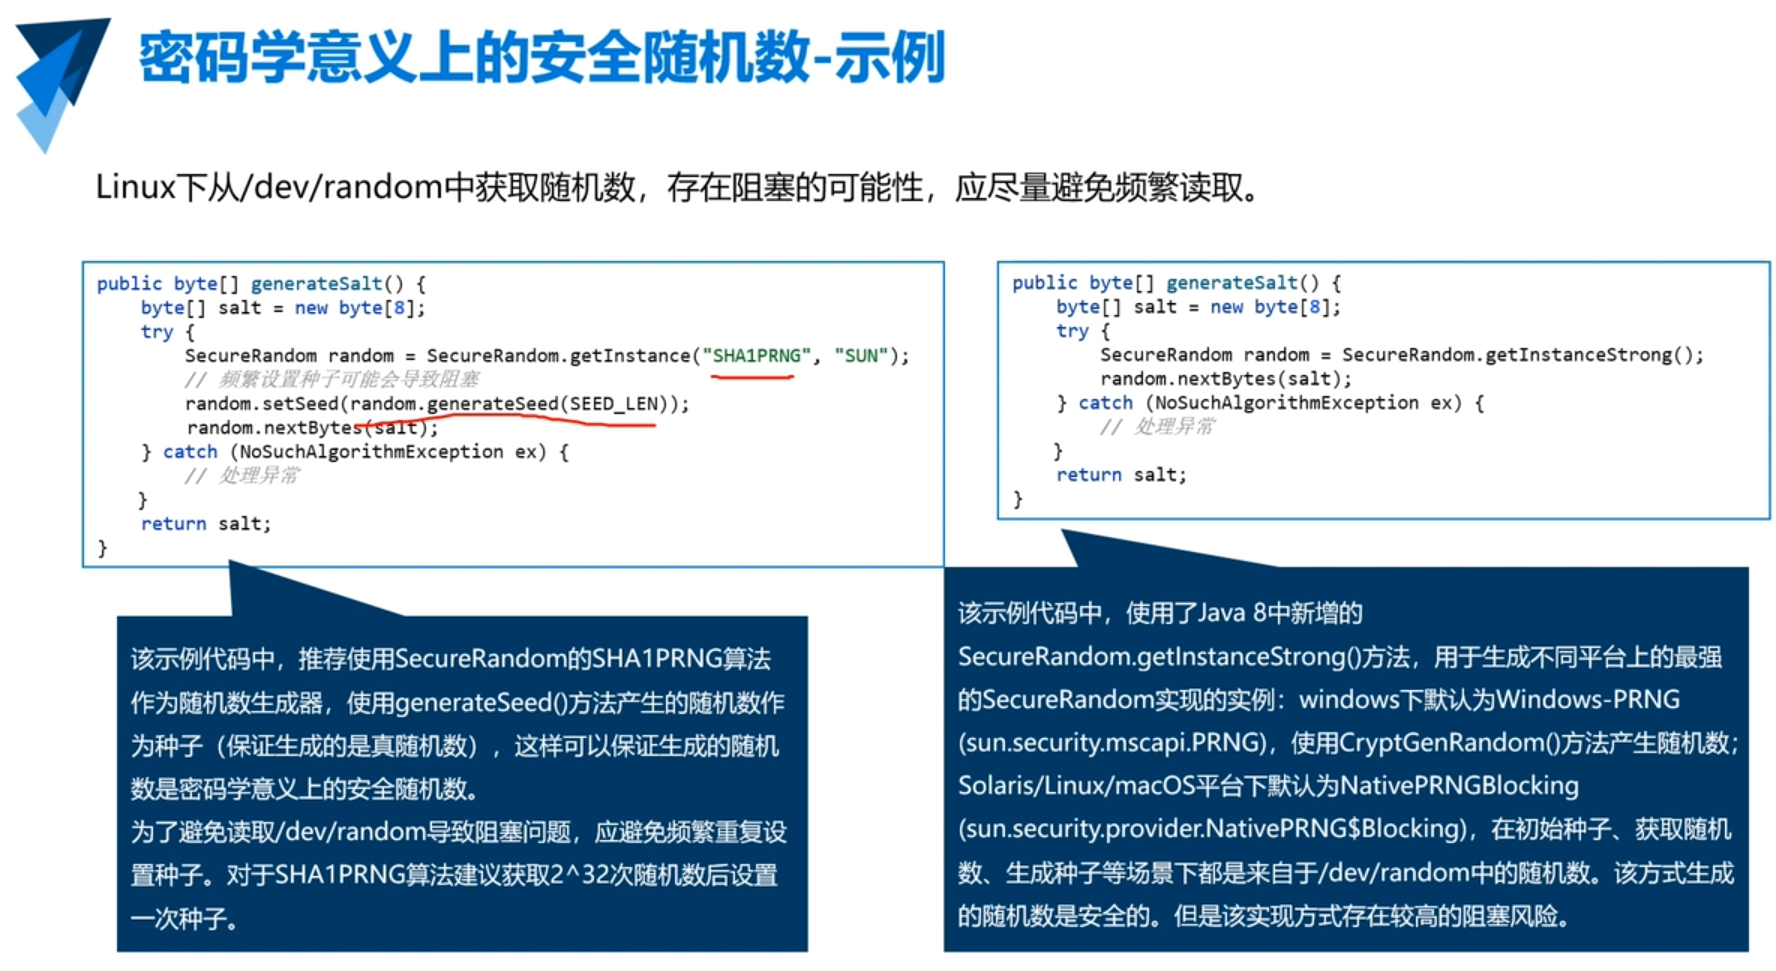 密码学意义上的安全随机数-示例
Linux下从/dev/random中获取随机数，存在阻塞的可能性，应尽量避免频繁读取。
public byte[] generateSalt() {
    byte[] salt = new byte[8];
    try {
        SecureRandom random = SecureRandom.getInstance("SHA1PRNG", "SUN");
        // 频繁设置种子可能会导致阻塞
        random.setSeed(random.generateSeed(SEED_LEN));
        random.nextBytes(salt);
    } catch (NoSuchAlgorithmException ex) {
        // 处理异常
    }
    return salt;
}
public byte[] generateSalt() {
    byte[] salt = new byte[8];
    try {
        SecureRandom random = SecureRandom.getInstanceStrong();
        random.nextBytes(salt);
    } catch (NoSuchAlgorithmException ex) {
        // 处理异常
    }
    return salt;
}
该示例代码中，推荐使用SecureRandom的SHA1PRNG算法
作为随机数生成器，使用generateSeed()方法产生的随机数作
为种子（保证生成的是真随机数），这样可以保证生成的随机
数是密码学意义上的安全随机数。
为了避免读取/dev/random导致阻塞问题，应避免频繁重复设
置种子。对于SHA1PRNG算法建议获取2^32次随机数后设置
一次种子。
该示例代码中，使用了Java 8中新增的
SecureRandom.getInstanceStrong()方法，用于生成不同平台上的最强
的SecureRandom实现的实例：windows下默认为Windows-PRNG
(sun.security.mscapi.PRNG)，使用CryptGenRandom()方法产生随机数；
Solaris/Linux/macOS平台下默认为NativePRNGBlocking
(sun.security.provider.NativePRNG$Blocking)，在初始种子、获取随机
数、生成种子等场景下都是来自于/dev/random中的随机数。该方式生成
的随机数是安全的。但是该实现方式存在较高的阻塞风险。